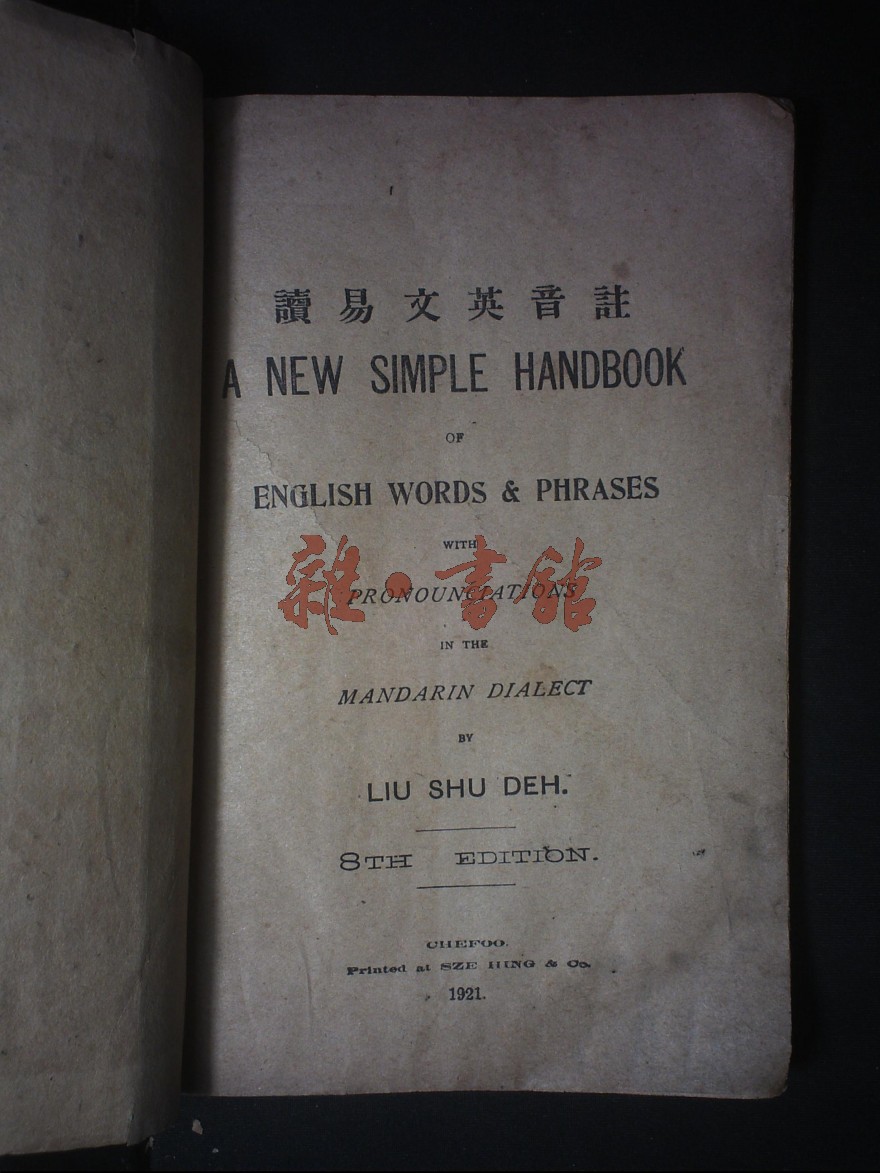 註音英文易讀
A NEW SIMPLE HANDBOOK
OF
ENGLISH WORDS & PHRASES
WITH
PRONOUNCIATIONS
雜·書館
IN THE
MANDARIN DIALECT
BY
LIU SHU DEH.
8TH EDITION.
CHEFOO.
Printed at SZE HING & Co.
1921.